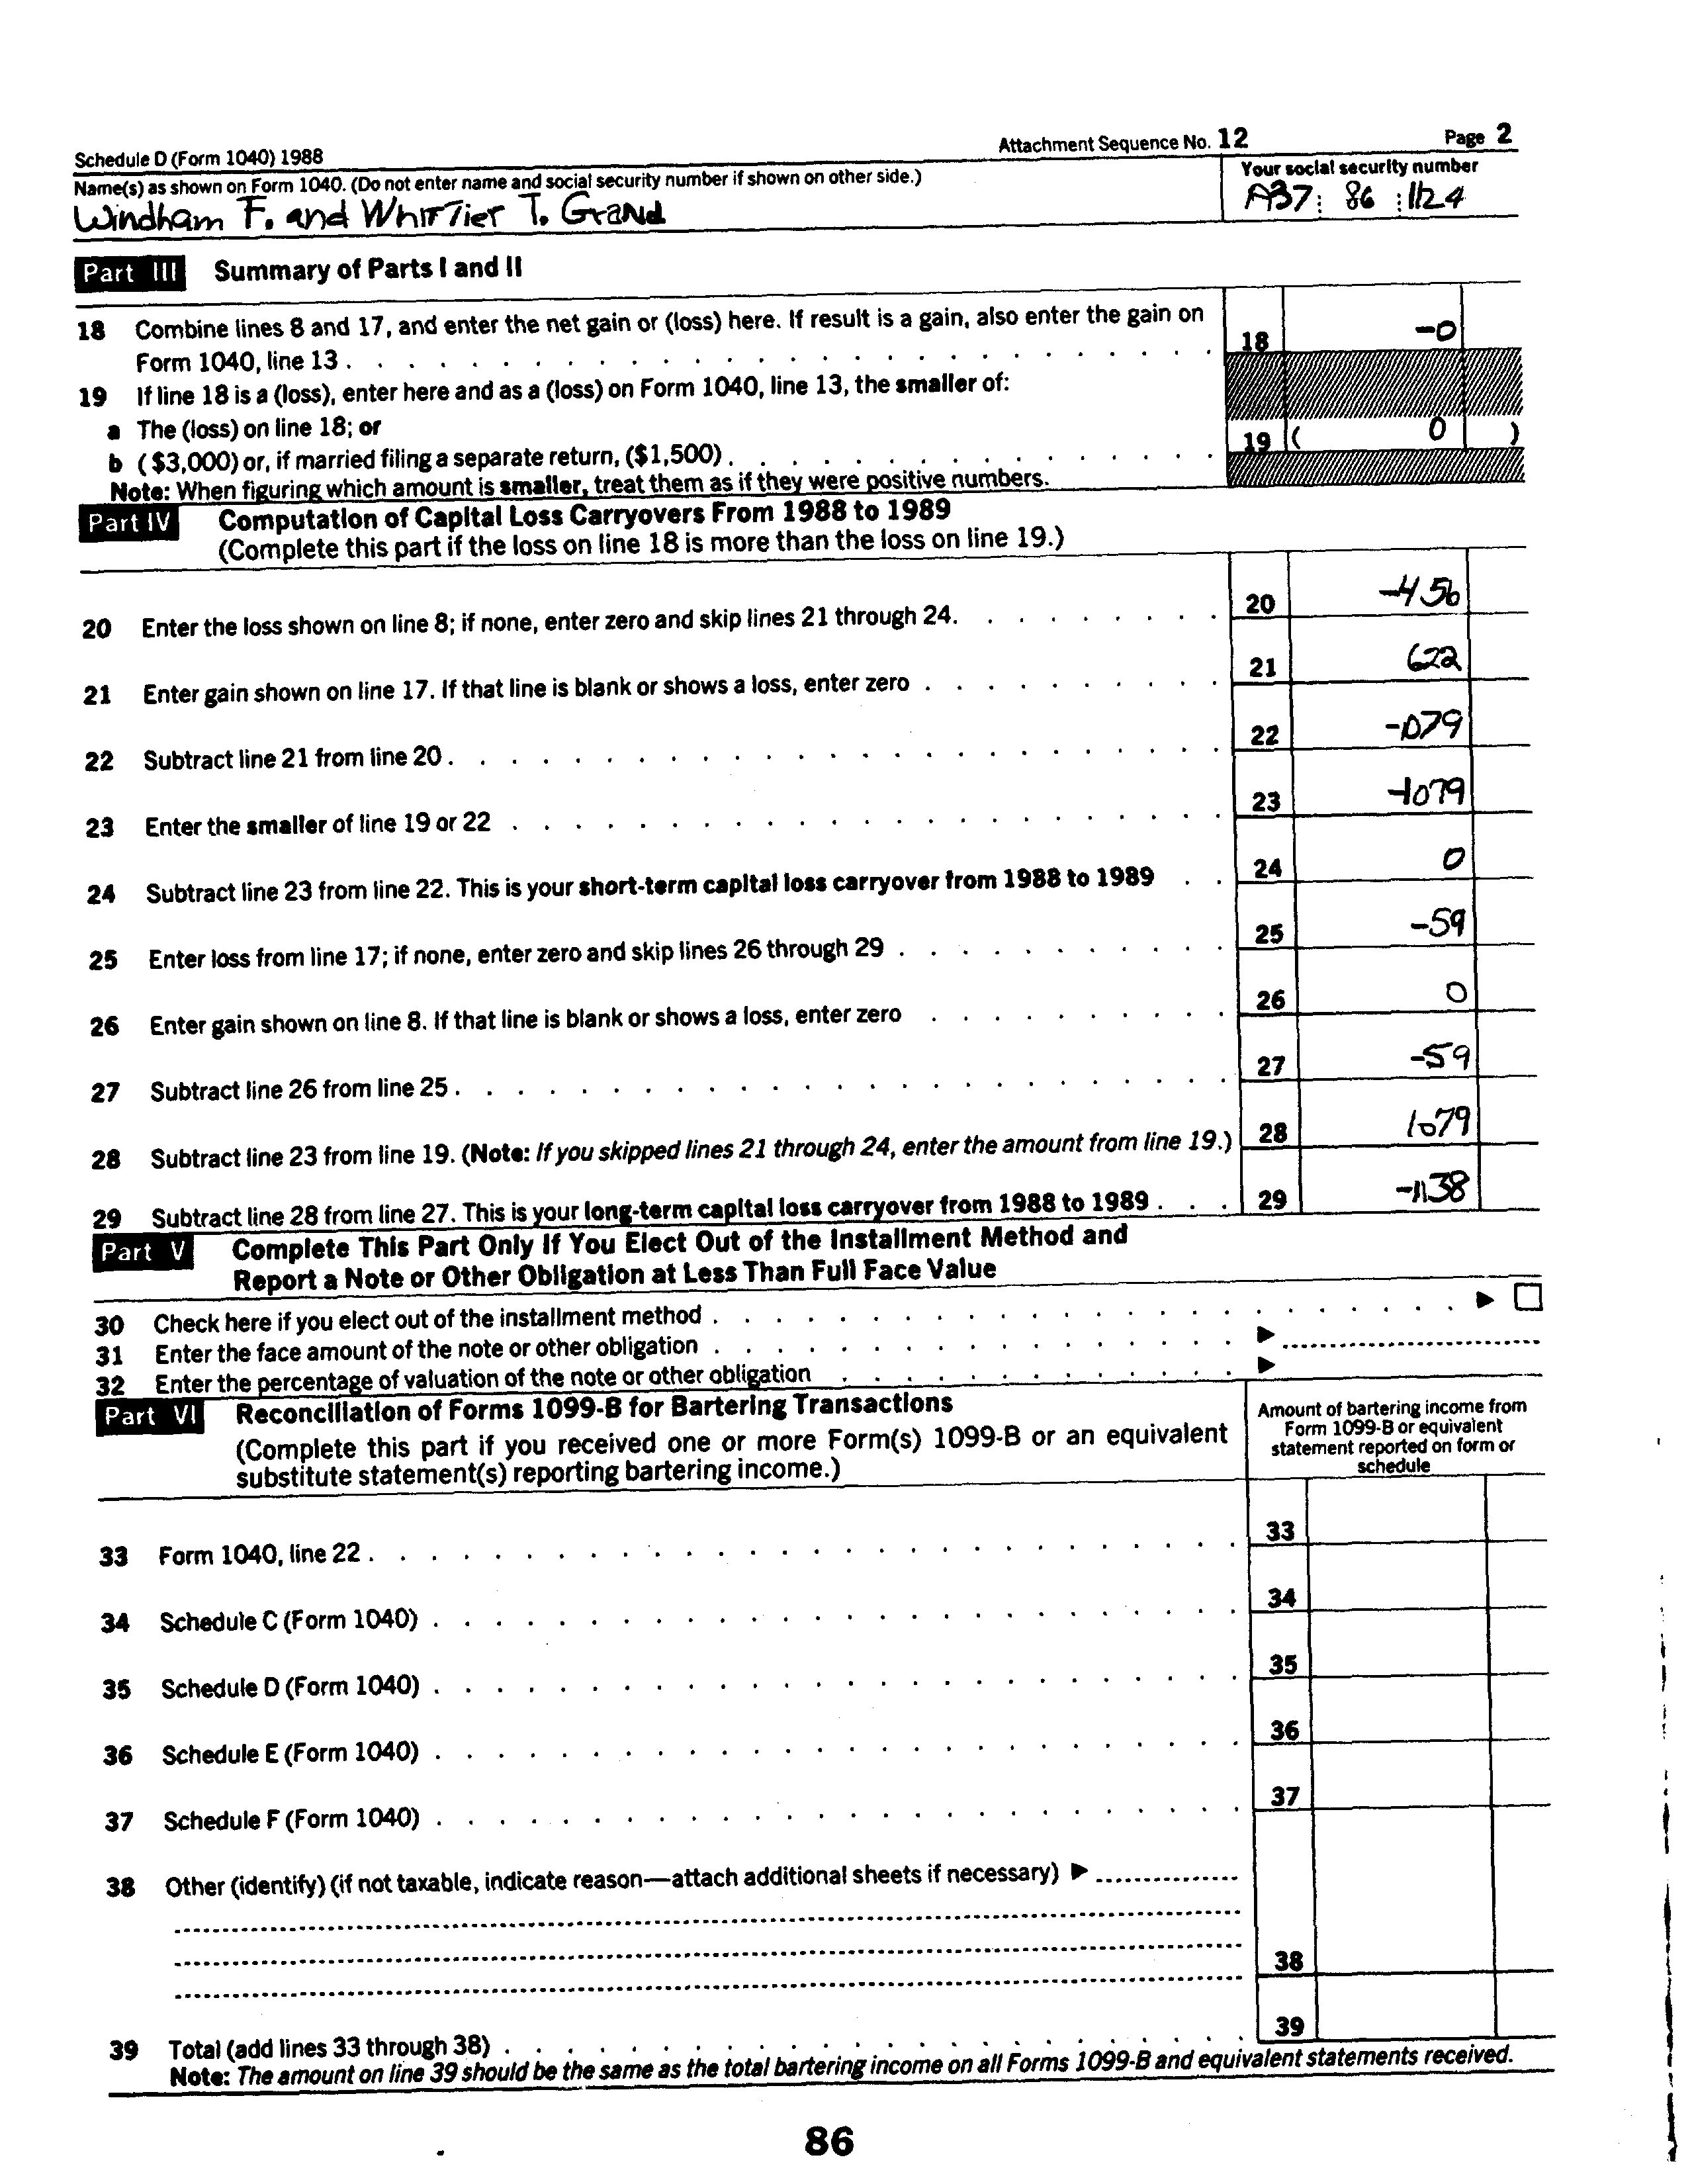 Schedule D (Form 1040) 1988 Attachment Sequence No. 12 Page 2
Name(s) as shown on Form 1040. (Do not enter name and social security number if shown on other side.) Your social security number
Windham F. and Whittier T. Grand A37 86 1124
Part III Summary of Parts I and II
18 Combine lines 8 and 17, and enter the net gain or (loss) here. If result is a gain, also enter the gain on
Form 1040, line 13 . 18 -0
19 If line 18 is a (loss), enter here and as a (loss) on Form 1040, line 13, the smaller of:
a The (loss) on line 18; or
b ($3,000) or, if married filing a separate return, ($1,500) . 19 ( 0 )
Note: When figuring which amount is smaller, treat them as if they were positive numbers.
Part IV Computation of Capital Loss Carryovers From 1988 to 1989
(Complete this part if the loss on line 18 is more than the loss on line 19.)
20 Enter the loss shown on line 8; if none, enter zero and skip lines 21 through 24. 20 -456
21 Enter gain shown on line 17. If that line is blank or shows a loss, enter zero . 21 622
22 Subtract line 21 from line 20 . 22 -1079
23 Enter the smaller of line 19 or 22 . 23 -1079
24 Subtract line 23 from line 22. This is your short-term capital loss carryover from 1988 to 1989 . 24 0
25 Enter loss from line 17; if none, enter zero and skip lines 26 through 29 . 25 -59
26 Enter gain shown on line 8. If that line is blank or shows a loss, enter zero . 26 0
27 Subtract line 26 from line 25 . 27 -59
28 Subtract line 23 from line 19. (Note: If you skipped lines 21 through 24, enter the amount from line 19.) 28 1079
29 Subtract line 28 from line 27. This is your long-term capital loss carryover from 1988 to 1989 . 29 -1138
Part V Complete This Part Only If You Elect Out of the Installment Method and
Report a Note or Other Obligation at Less Than Full Face Value
30 Check here if you elect out of the installment method . ▶ ☐
31 Enter the face amount of the note or other obligation . ▶
32 Enter the percentage of valuation of the note or other obligation . ▶
Part VI Reconciliation of Forms 1099-B for Bartering Transactions
(Complete this part if you received one or more Form(s) 1099-B or an equivalent
substitute statement(s) reporting bartering income.)
Amount of bartering income from
Form 1099-B or equivalent
statement reported on form or
schedule
33 Form 1040, line 22 . 33
34 Schedule C (Form 1040) . 34
35 Schedule D (Form 1040) . 35
36 Schedule E (Form 1040) . 36
37 Schedule F (Form 1040) . 37
38 Other (identify) (if not taxable, indicate reason—attach additional sheets if necessary) ▶
38
39 Total (add lines 33 through 38) . 39
Note: The amount on line 39 should be the same as the total bartering income on all Forms 1099-B and equivalent statements received.
86